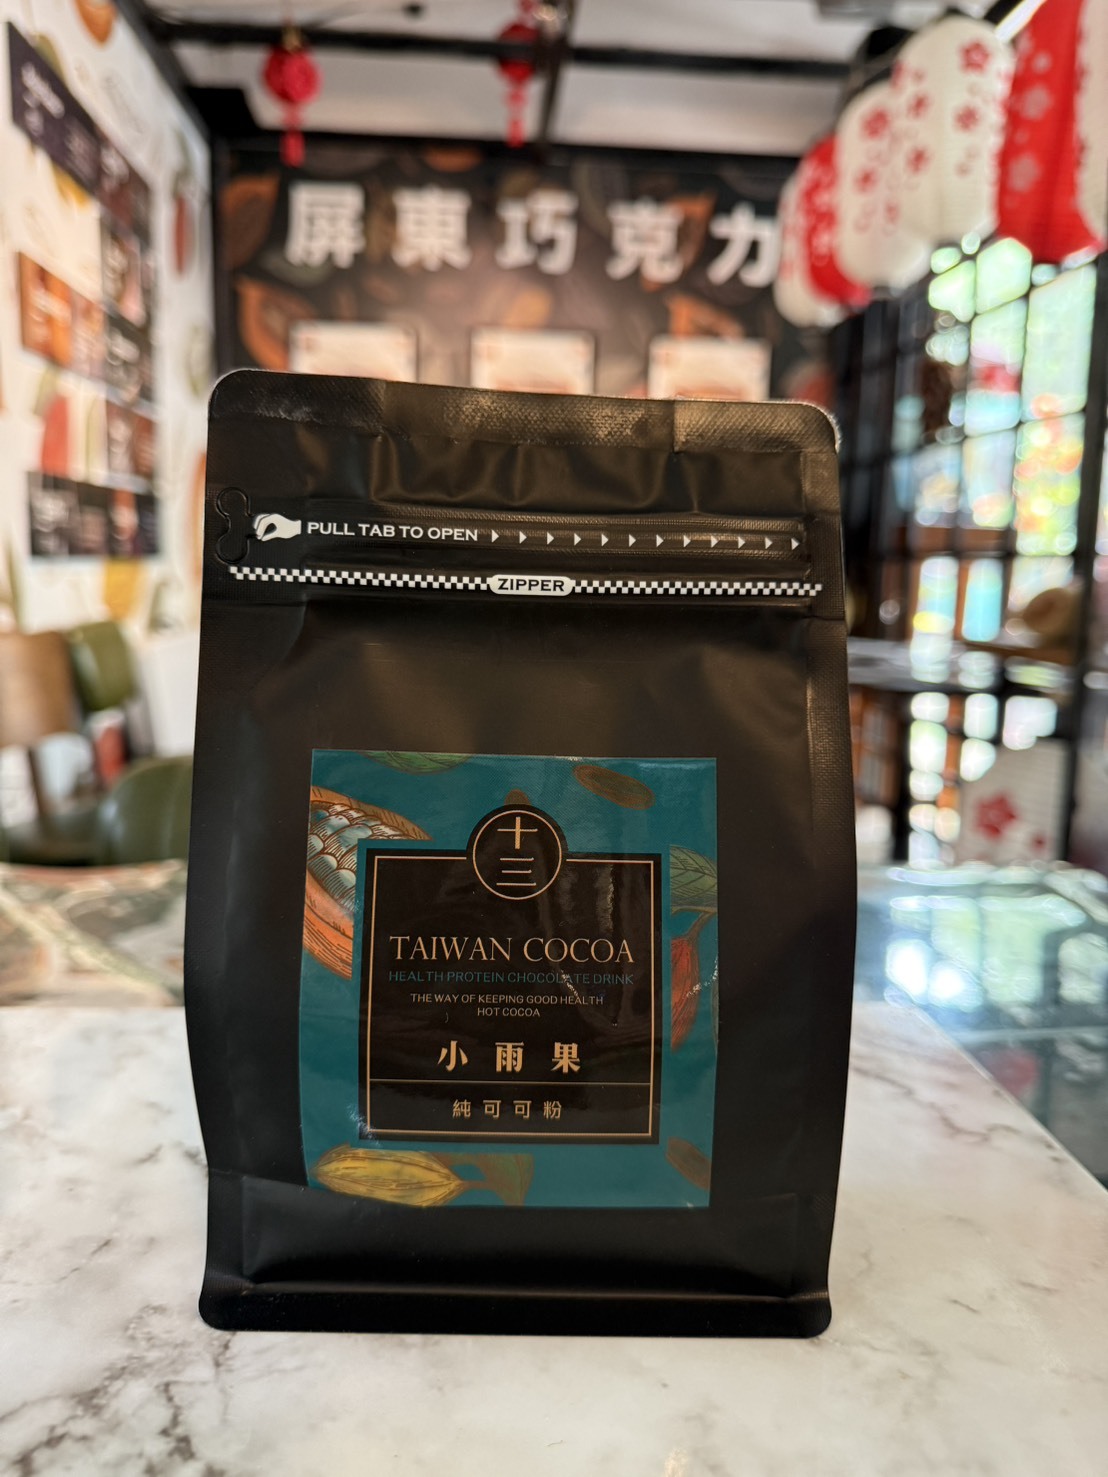 屏東巧克力
PULL TAB TO OPEN
ZIPPER
十三
TAIWAN COCOA
HEALTH PROTEIN CHOCOLATE DRINK
THE WAY OF KEEPING GOOD HEALTH
HOT COCOA
小雨果
純可可粉